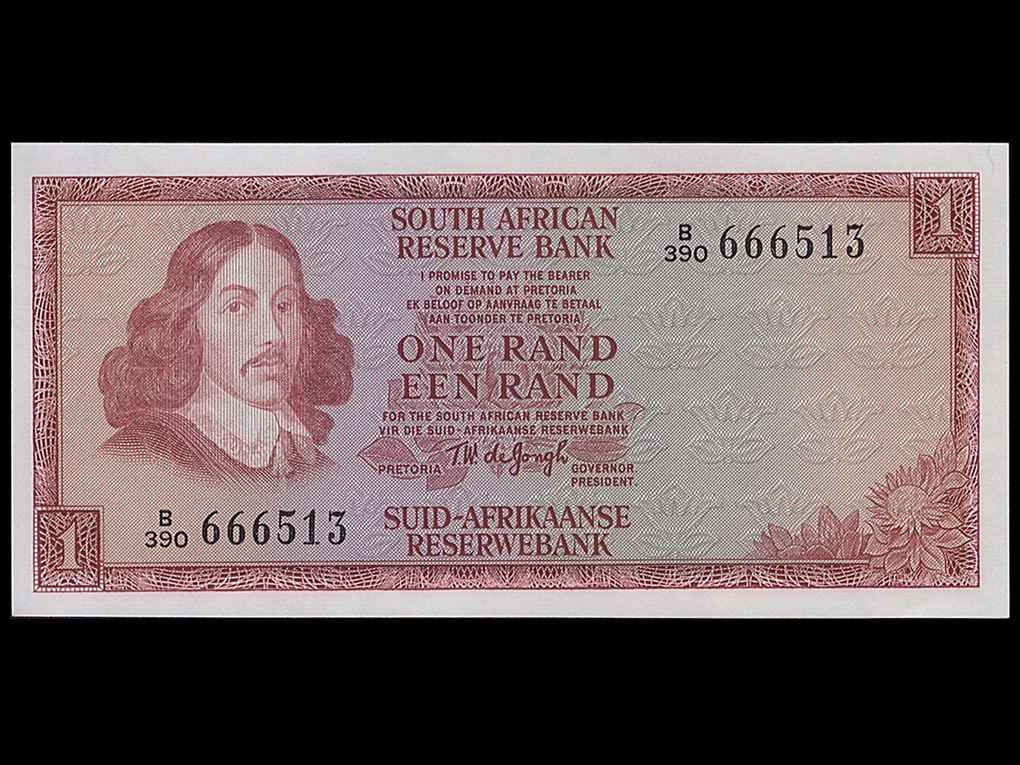 1
SOUTH AFRICAN
RESERVE BANK
B
390 666513
I PROMISE TO PAY THE BEARER
ON DEMAND AT PRETORIA
EK BELOOF OP AANVRAAG TE BETAAL
AAN TOONDER TE PRETORIA
ONE RAND
EEN RAND
FOR THE SOUTH AFRICAN RESERVE BANK
VIR DIE SUID-AFRIKAANSE RESERWEBANK
T.W. de Jongh
PRETORIA GOVERNOR
PRESIDENT.
B
390 666513
SUID-AFRIKAANSE
RESERWEBANK
1